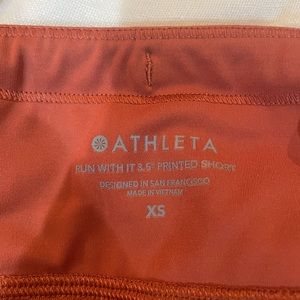 ATHLETA
RUN WITH IT 3.5" PRINTED SHORT
DESIGNED IN SAN FRANCISCO
MADE IN VIETNAM
XS